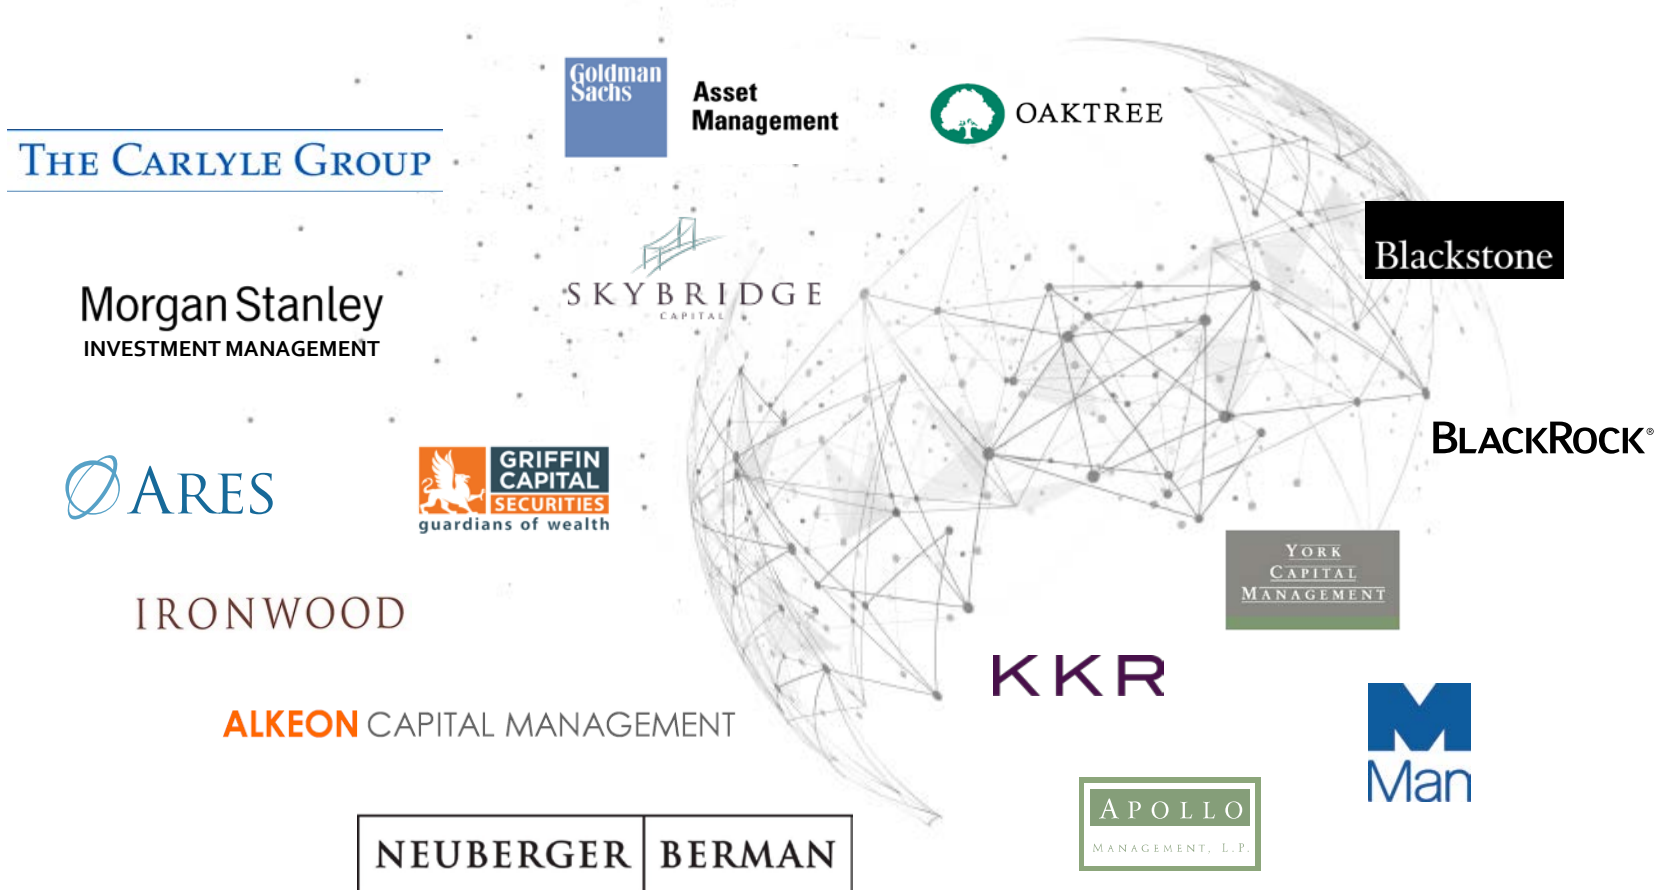 Goldman
Sachs
Asset
Management
OAKTREE
THE CARLYLE GROUP
Blackstone
SKYBRIDGE
CAPITAL
Morgan Stanley
INVESTMENT MANAGEMENT
BLACKROCK®
ARES
GRIFFIN
CAPITAL
SECURITIES
guardians of wealth
YORK
CAPITAL
MANAGEMENT
IRONWOOD
KKR
ALKEON CAPITAL MANAGEMENT
M
Man
APOLLO
MANAGEMENT, L.P.
NEUBERGER BERMAN